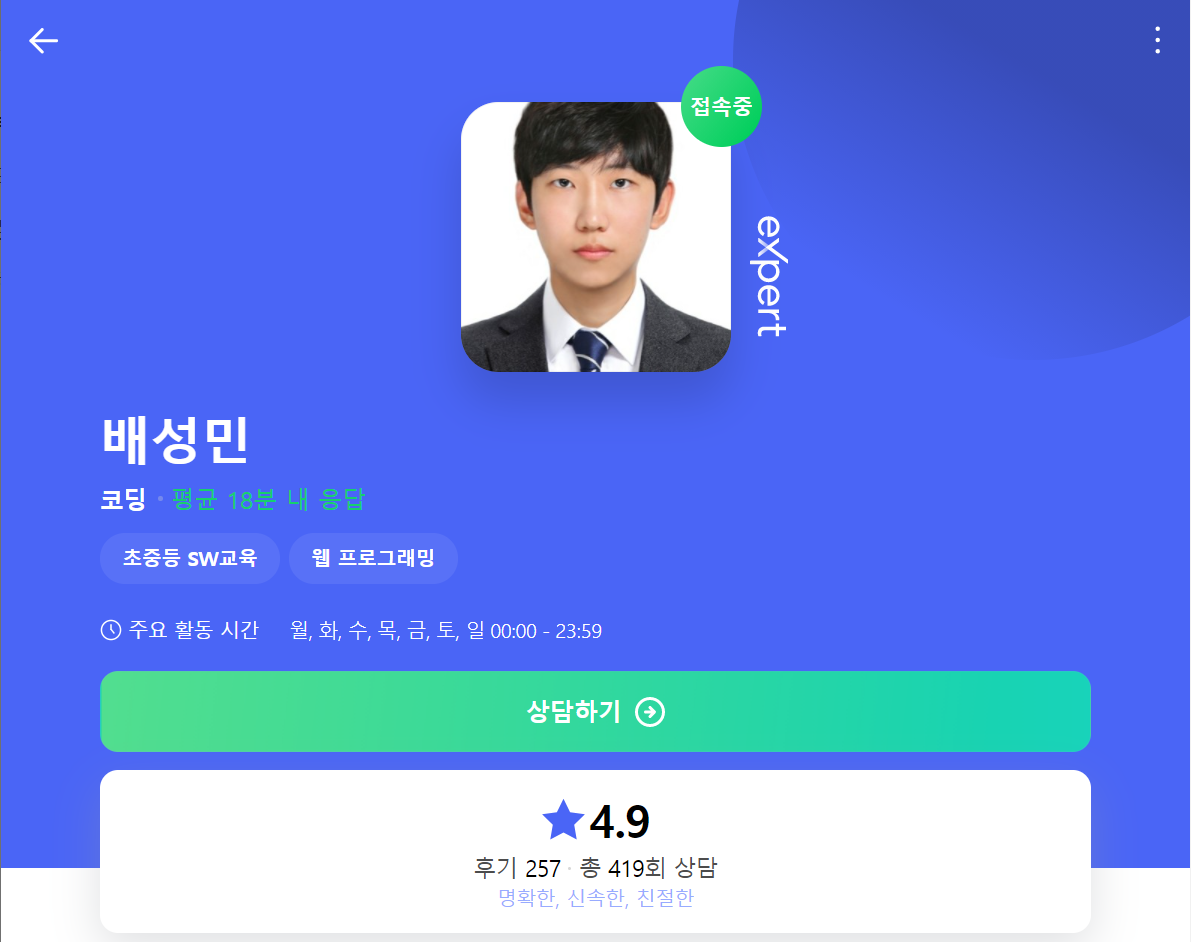 접속중
expert
배성민
코딩 · 평균 18분 내 응답
초중등 SW교육 웹 프로그래밍
주요 활동 시간 월, 화, 수, 목, 금, 토, 일 00:00 - 23:59
상담하기
4.9
후기 257 · 총 419회 상담
명확한, 신속한, 친절한